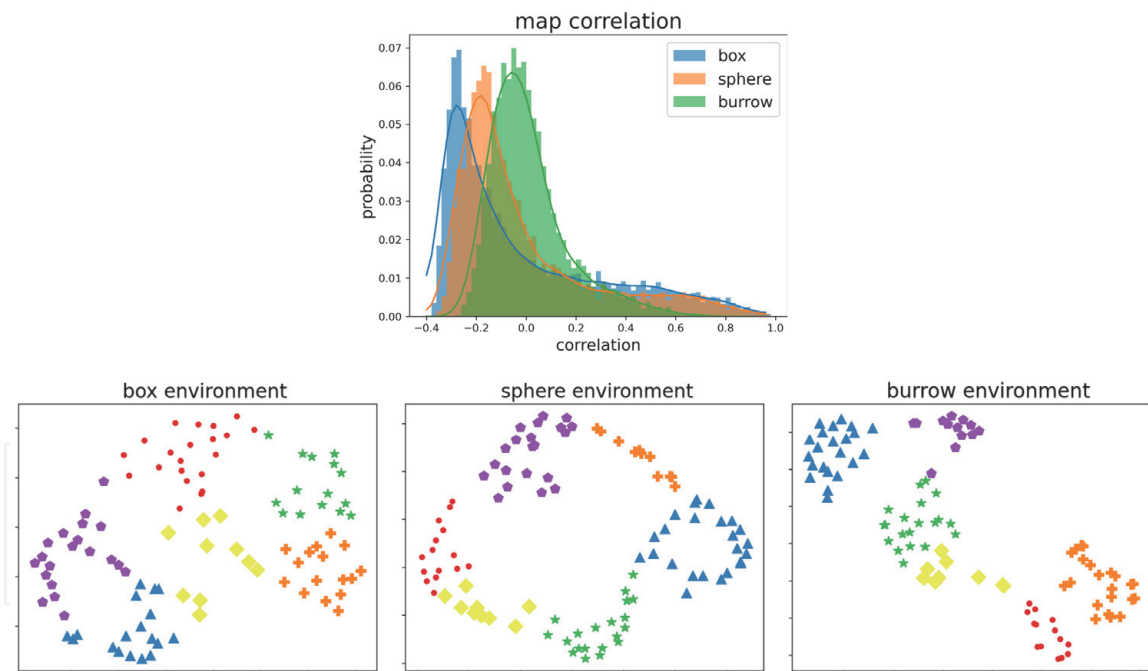 map correlation
0.07
0.06
0.05
0.04
0.03
0.02
0.01
0.00
probability
box
sphere
burrow
−0.4 −0.2 0.0 0.2 0.4 0.6 0.8 1.0
correlation
box environment sphere environment burrow environment